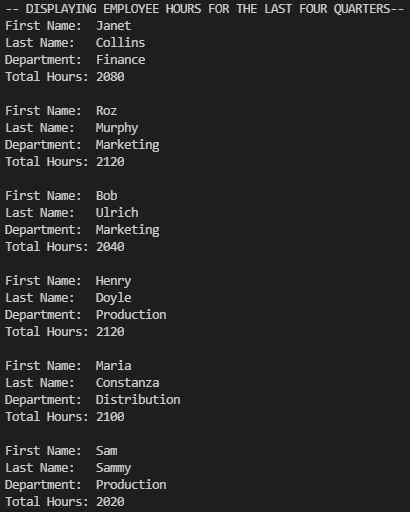 -- DISPLAYING EMPLOYEE HOURS FOR THE LAST FOUR QUARTERS--
First Name:  Janet
Last Name:   Collins
Department:  Finance
Total Hours: 2080

First Name:  Roz
Last Name:   Murphy
Department:  Marketing
Total Hours: 2120

First Name:  Bob
Last Name:   Ulrich
Department:  Marketing
Total Hours: 2040

First Name:  Henry
Last Name:   Doyle
Department:  Production
Total Hours: 2120

First Name:  Maria
Last Name:   Constanza
Department:  Distribution
Total Hours: 2100

First Name:  Sam
Last Name:   Sammy
Department:  Production
Total Hours: 2020